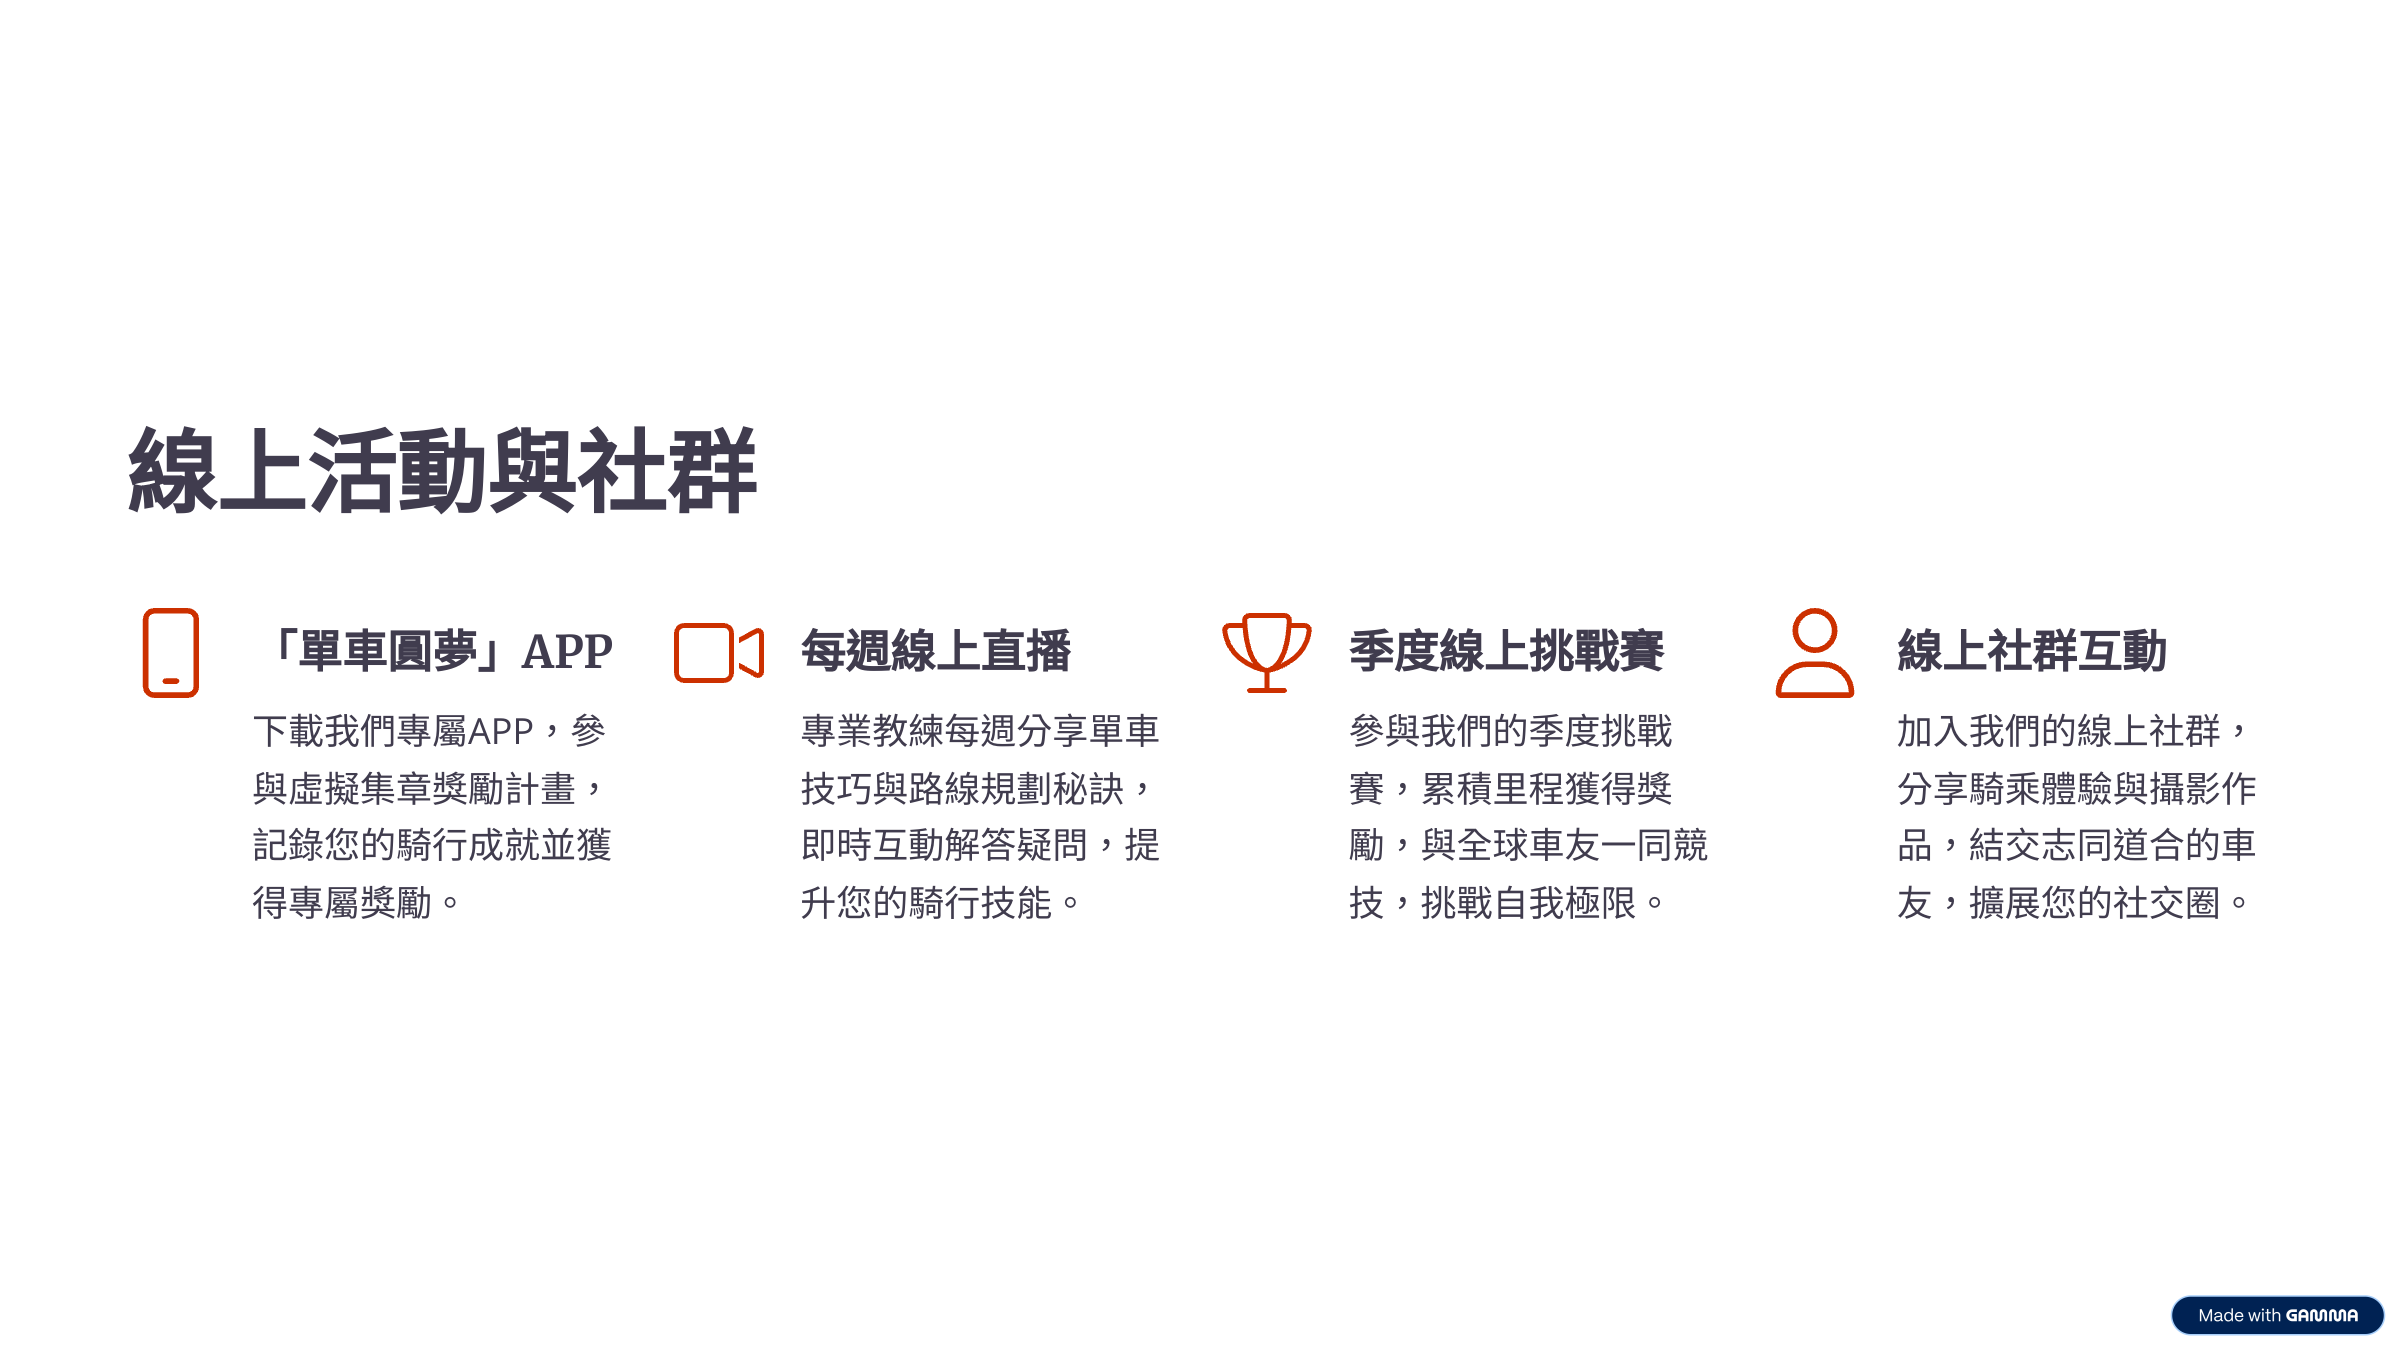 線上活動與社群
「單車圓夢」APP
下載我們專屬APP，參
與虛擬集章獎勵計畫，
記錄您的騎行成就並獲
得專屬獎勵。
每週線上直播
專業教練每週分享單車
技巧與路線規劃秘訣，
即時互動解答疑問，提
升您的騎行技能。
季度線上挑戰賽
參與我們的季度挑戰
賽，累積里程獲得獎
勵，與全球車友一同競
技，挑戰自我極限。
線上社群互動
加入我們的線上社群，
分享騎乘體驗與攝影作
品，結交志同道合的車
友，擴展您的社交圈。
Made with GAMMA